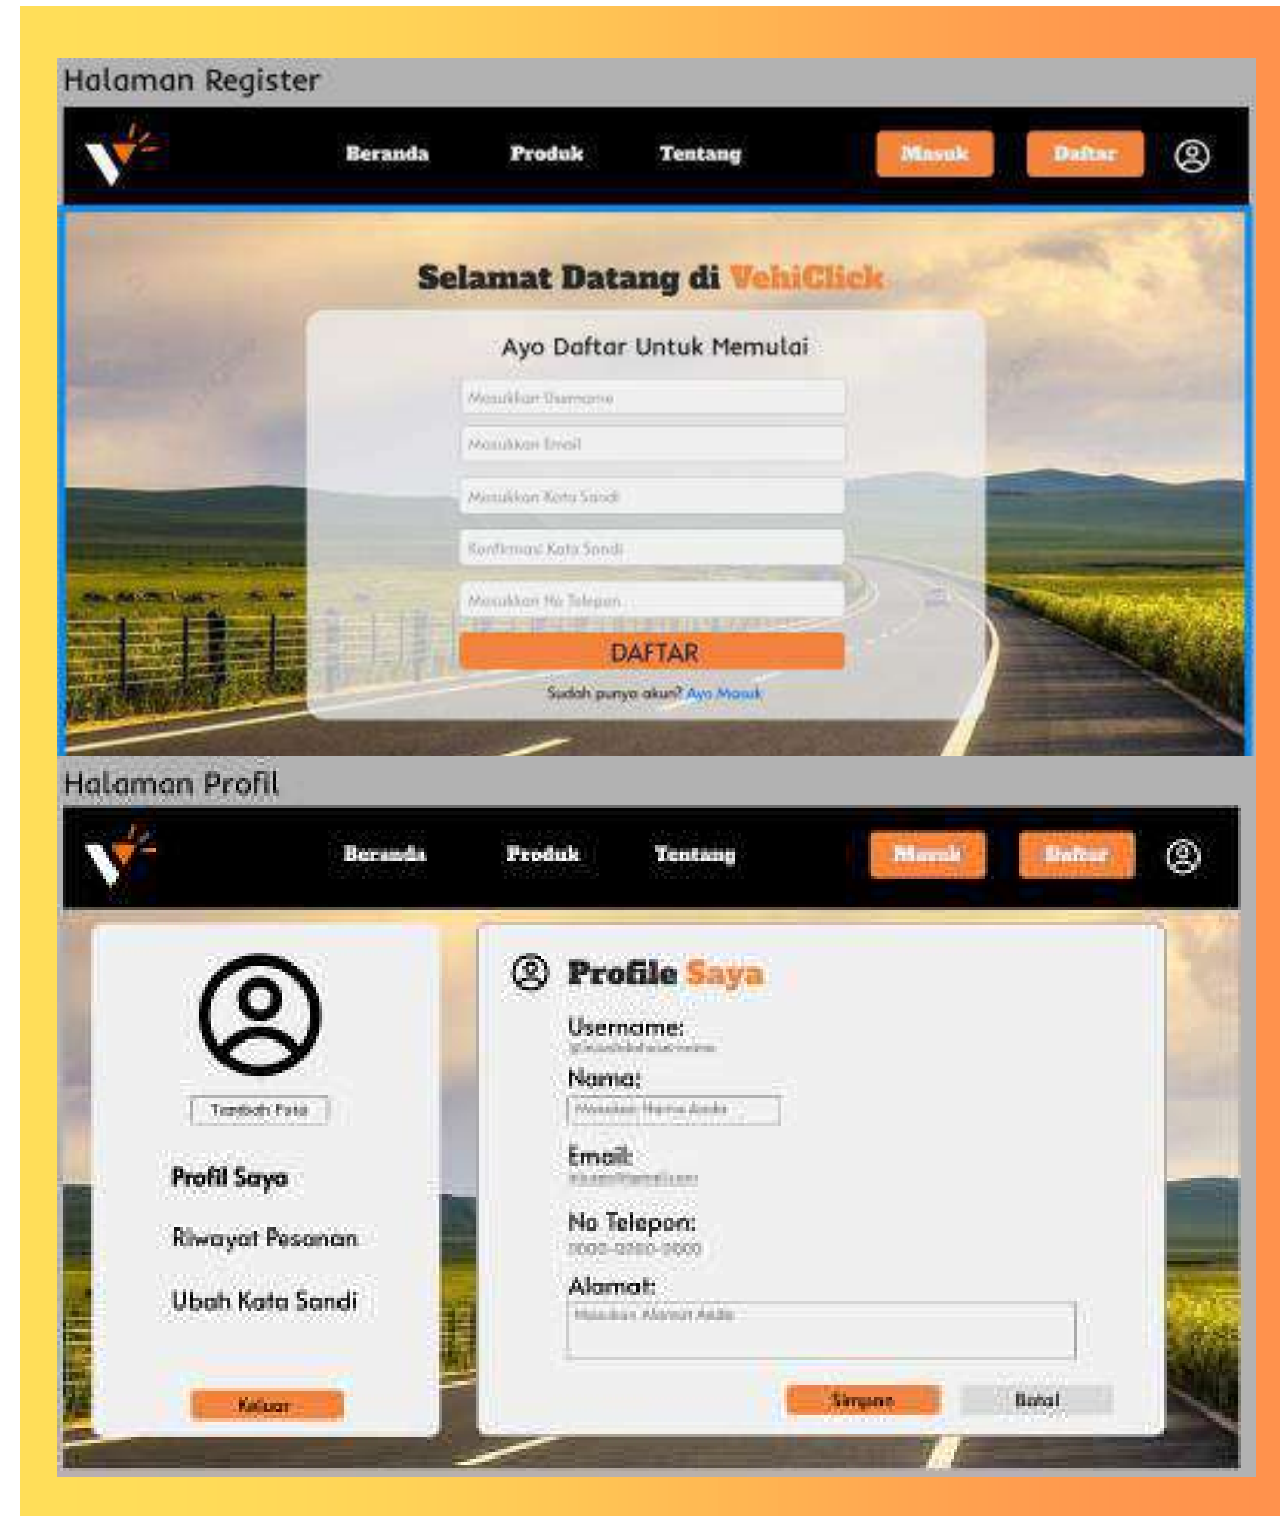 Halaman Register
Beranda Produk Tentang Masuk Daftar
Selamat Datang di VehiClick
Ayo Daftar Untuk Memulai
Masukkan Username
Masukkan Email
Masukkan Kata Sandi
Konfirmasi Kata Sandi
Masukkan No Telepon
DAFTAR
Sudah punya akun? Ayo Masuk
Halaman Profil
Beranda Produk Tentang Masuk Daftar
Profile Saya
Username:
Nama:
Masukan Nama Anda
Email:
No Telepon:
0000-0000-0000
Alamat:
Masukan Alamat Anda
Simpan Batal
Tambah Foto
Profil Saya
Riwayat Pesanan
Ubah Kata Sandi
Keluar